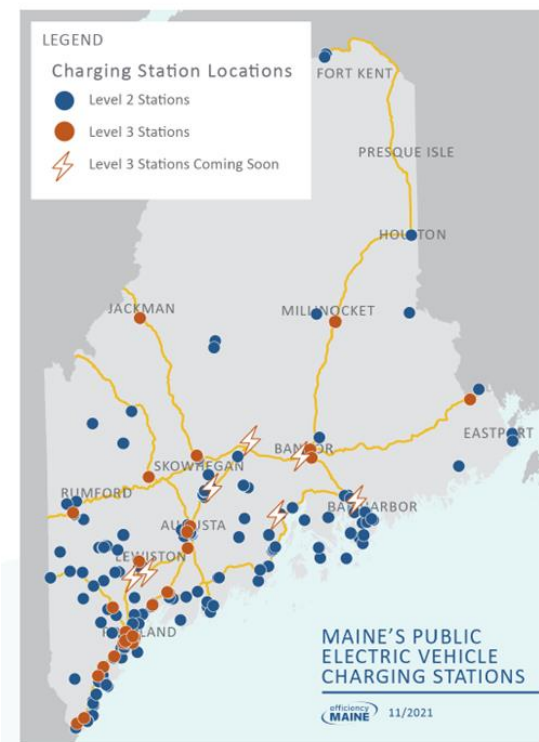 LEGEND
Charging Station Locations
Level 2 Stations
Level 3 Stations
Level 3 Stations Coming Soon
FORT KENT
PRESQUE ISLE
HOULTON
JACKMAN
MILLINOCKET
EASTPORT
BANGOR
SKOWHEGAN
RUMFORD
BAR HARBOR
AUGUSTA
LEWISTON
PORTLAND
MAINE'S PUBLIC
ELECTRIC VEHICLE
CHARGING STATIONS
efficiency
MAINE
11/2021